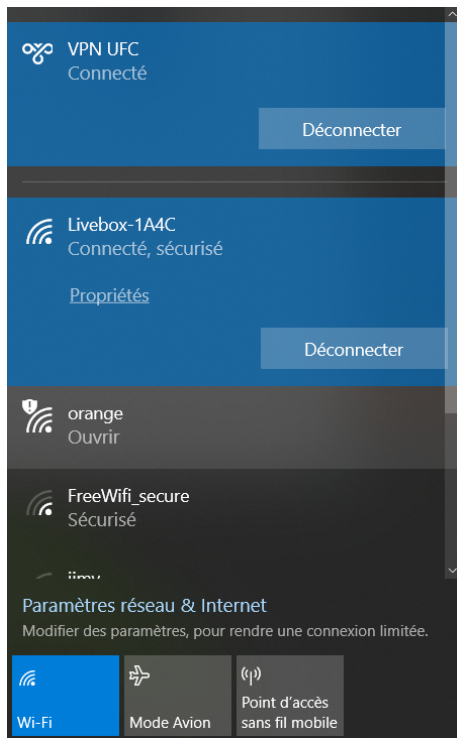 VPN UFC
Connecté
Déconnecter
Livebox-1A4C
Connecté, sécurisé
Propriétés
Déconnecter
orange
Ouvrir
FreeWifi_secure
Sécurisé
Paramètres réseau & Internet
Modifier des paramètres, pour rendre une connexion limitée.
Wi-Fi
Mode Avion
Point d’accès
sans fil mobile